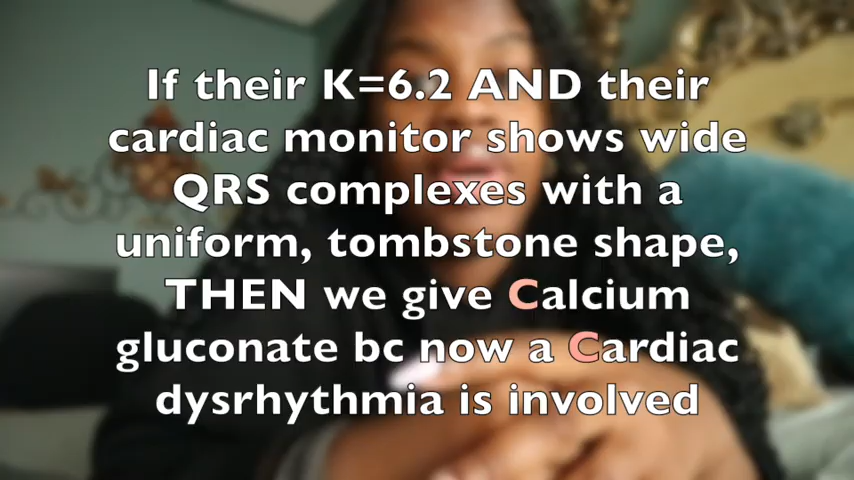 If their K=6.2 AND their
cardiac monitor shows wide
QRS complexes with a
uniform, tombstone shape,
THEN we give Calcium
gluconate bc now a Cardiac
dysrhythmia is involved